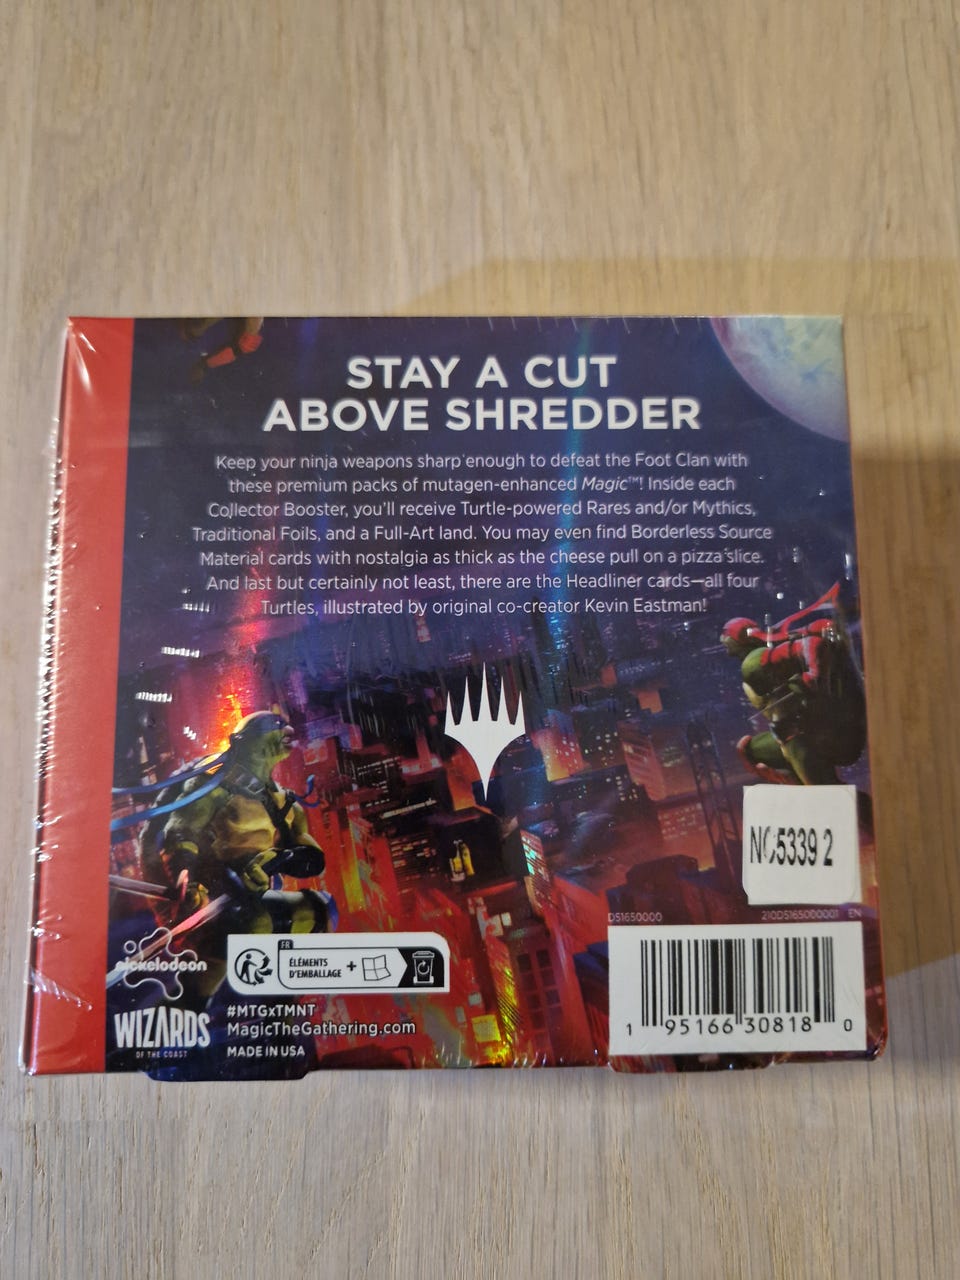 STAY A CUT
ABOVE SHREDDER
Keep your ninja weapons sharp enough to defeat the Foot Clan with
these premium packs of mutagen-enhanced Magic™! Inside each
Collector Booster, you'll receive Turtle-powered Rares and/or Mythics,
Traditional Foils, and a Full-Art land. You may even find Borderless Source
Material cards with nostalgia as thick as the cheese pull on a pizza slice.
And last but certainly not least, there are the Headliner cards—all four
Turtles, illustrated by original co-creator Kevin Eastman!
NC5339 2
D51650000 210D5165000001 EN
FR
ÉLÉMENTS
D'EMBALLAGE +
nickelodeon
#MTGxTMNT
MagicTheGathering.com
WIZARDS
OF THE COAST
MADE IN USA
1 95166 30818 0